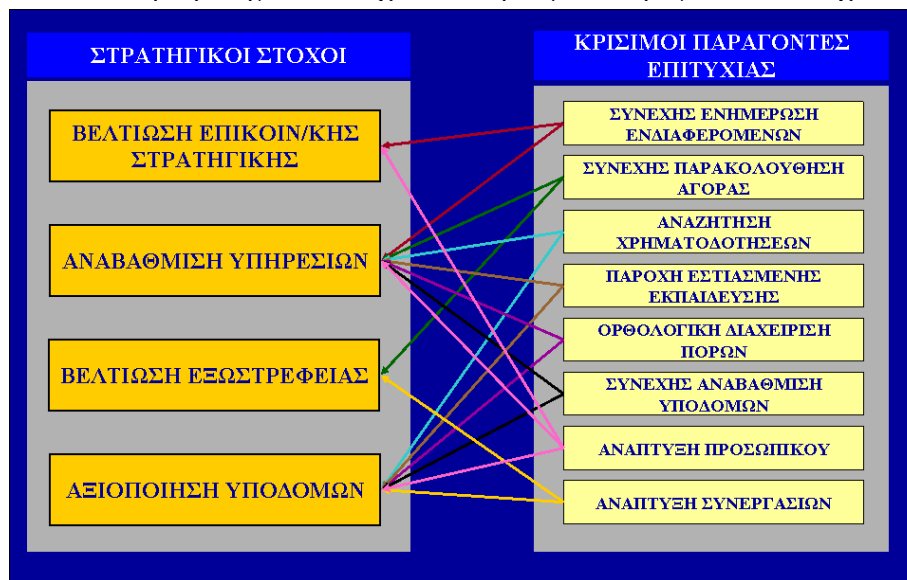 ΣΤΡΑΤΗΓΙΚΟΙ ΣΤΟΧΟΙ
ΒΕΛΤΙΩΣΗ ΕΠΙΚΟΙΝ/ΚΗΣ
ΣΤΡΑΤΗΓΙΚΗΣ
ΑΝΑΒΑΘΜΙΣΗ ΥΠΗΡΕΣΙΩΝ
ΒΕΛΤΙΩΣΗ ΕΞΩΣΤΡΕΦΕΙΑΣ
ΑΞΙΟΠΟΙΗΣΗ ΥΠΟΔΟΜΩΝ
ΚΡΙΣΙΜΟΙ ΠΑΡΑΓΟΝΤΕΣ
ΕΠΙΤΥΧΙΑΣ
ΣΥΝΕΧΗΣ ΕΝΗΜΕΡΩΣΗ
ΕΝΔΙΑΦΕΡΟΜΕΝΩΝ
ΣΥΝΕΧΗΣ ΠΑΡΑΚΟΛΟΥΘΗΣΗ
ΑΓΟΡΑΣ
ΑΝΑΖΗΤΗΣΗ
ΧΡΗΜΑΤΟΔΟΤΗΣΕΩΝ
ΠΑΡΟΧΗ ΕΣΤΙΑΣΜΕΝΗΣ
ΕΚΠΑΙΔΕΥΣΗΣ
ΟΡΘΟΛΟΓΙΚΗ ΔΙΑΧΕΙΡΙΣΗ
ΠΟΡΩΝ
ΣΥΝΕΧΗΣ ΑΝΑΒΑΘΜΙΣΗ
ΥΠΟΔΟΜΩΝ
ΑΝΑΠΤΥΞΗ ΠΡΟΣΩΠΙΚΟΥ
ΑΝΑΠΤΥΞΗ ΣΥΝΕΡΓΑΣΙΩΝ